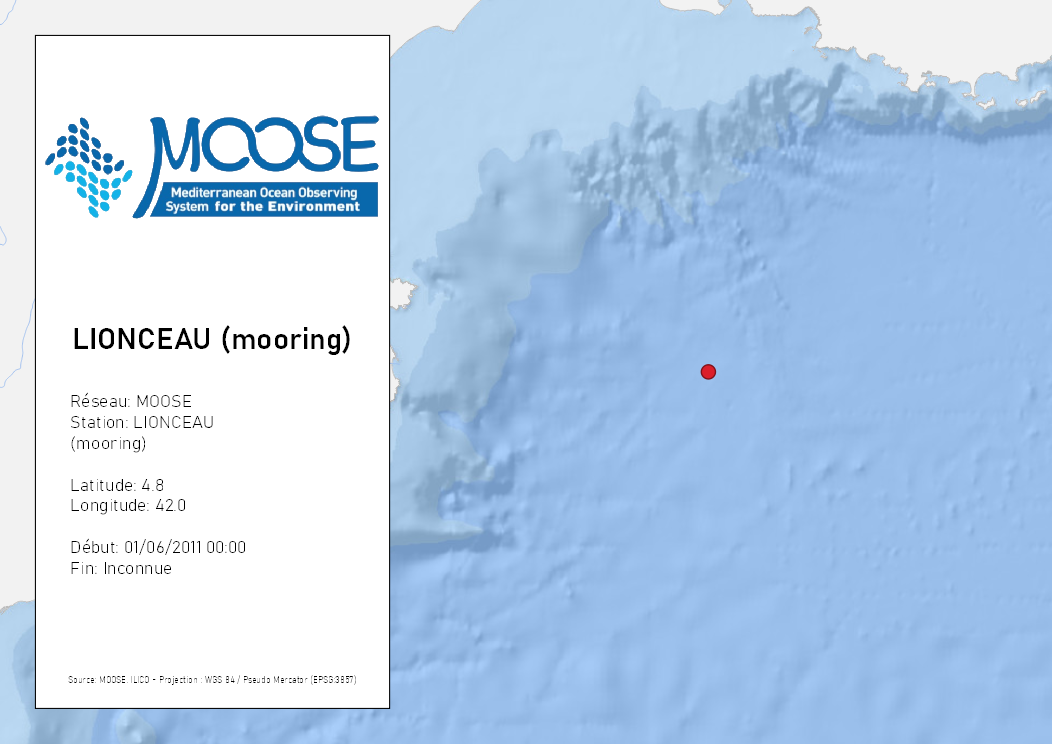 MOOSE
Mediterranean Ocean Observing
System for the Environment
LIONCEAU (mooring)
Réseau: MOOSE
Station: LIONCEAU
(mooring)
Latitude: 4.8
Longitude: 42.0
Début: 01/06/2011 00:00
Fin: Inconnue
Source: MOOSE, ILICO - Projection : WGS 84 / Pseudo Mercator (EPSG:3857)